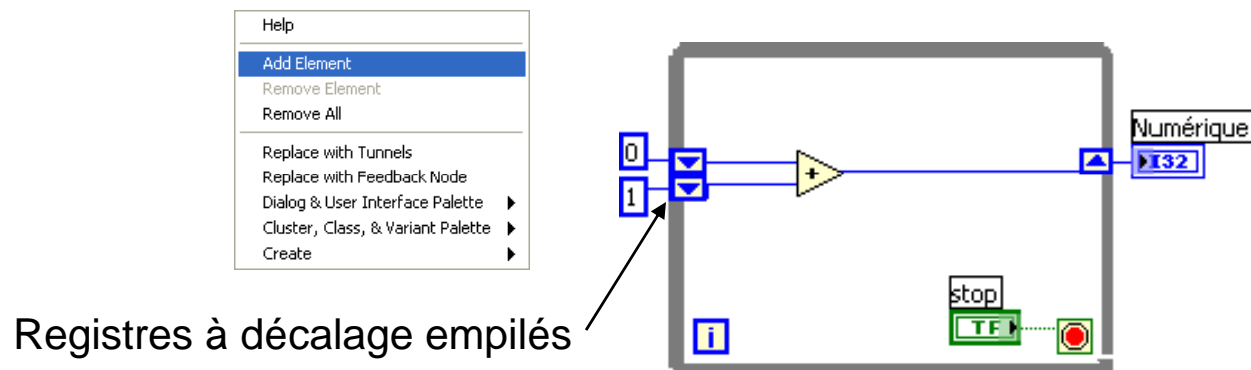 Help
Add Element
Remove Element
Remove All
Replace with Tunnels
Replace with Feedback Node
Dialog & User Interface Palette
Cluster, Class, & Variant Palette
Create
0
1
+
Numérique
I32
stop
TF
i
Registres à décalage empilés